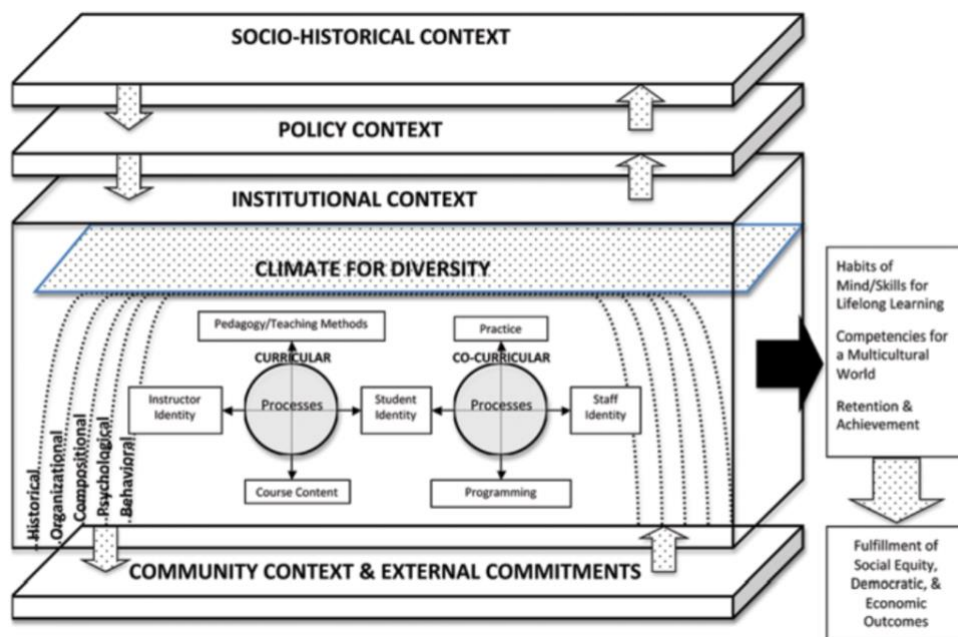 SOCIO-HISTORICAL CONTEXT
POLICY CONTEXT
INSTITUTIONAL CONTEXT
CLIMATE FOR DIVERSITY
Pedagogy/Teaching Methods
Practice
CURRICULAR
CO-CURRICULAR
Instructor
Identity
Processes
Student
Identity
Processes
Staff
Identity
Course Content
Programming
Historical
Organizational
Compositional
Psychological
Behavioral
COMMUNITY CONTEXT & EXTERNAL COMMITMENTS
Habits of
Mind/Skills for
Lifelong Learning
Competencies for
a Multicultural
World
Retention &
Achievement
Fulfillment of
Social Equity,
Democratic, &
Economic
Outcomes